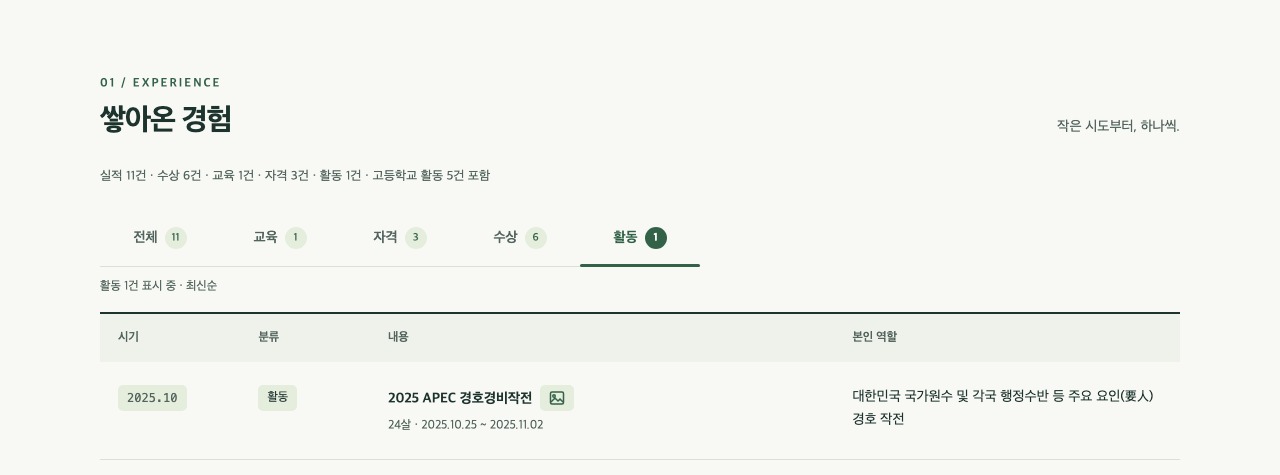 01 / EXPERIENCE
쌓아온 경험
작은 시도부터, 하나씩.
실적 11건 · 수상 6건 · 교육 1건 · 자격 3건 · 활동 1건 · 고등학교 활동 5건 포함
전체 11 교육 1 자격 3 수상 6 활동 1
활동 1건 표시 중 · 최신순
시기 분류 내용 본인 역할
2025.10 활동 2025 APEC 경호경비작전 대한민국 국가원수 및 각국 행정수반 등 주요 요인(要人)
24살 · 2025.10.25 ~ 2025.11.02 경호 작전